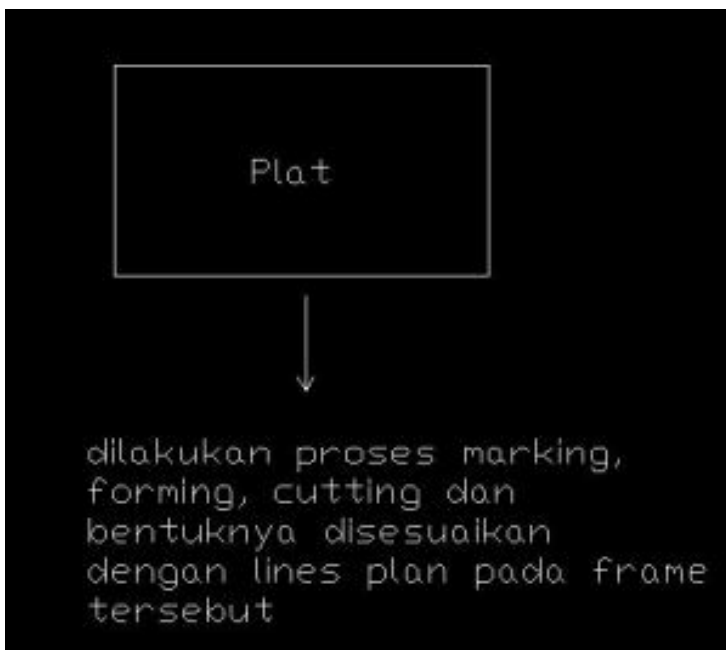 Plat
dilakukan proses marking,
forming, cutting dan
bentuknya disesuaikan
dengan lines plan pada frame
tersebut